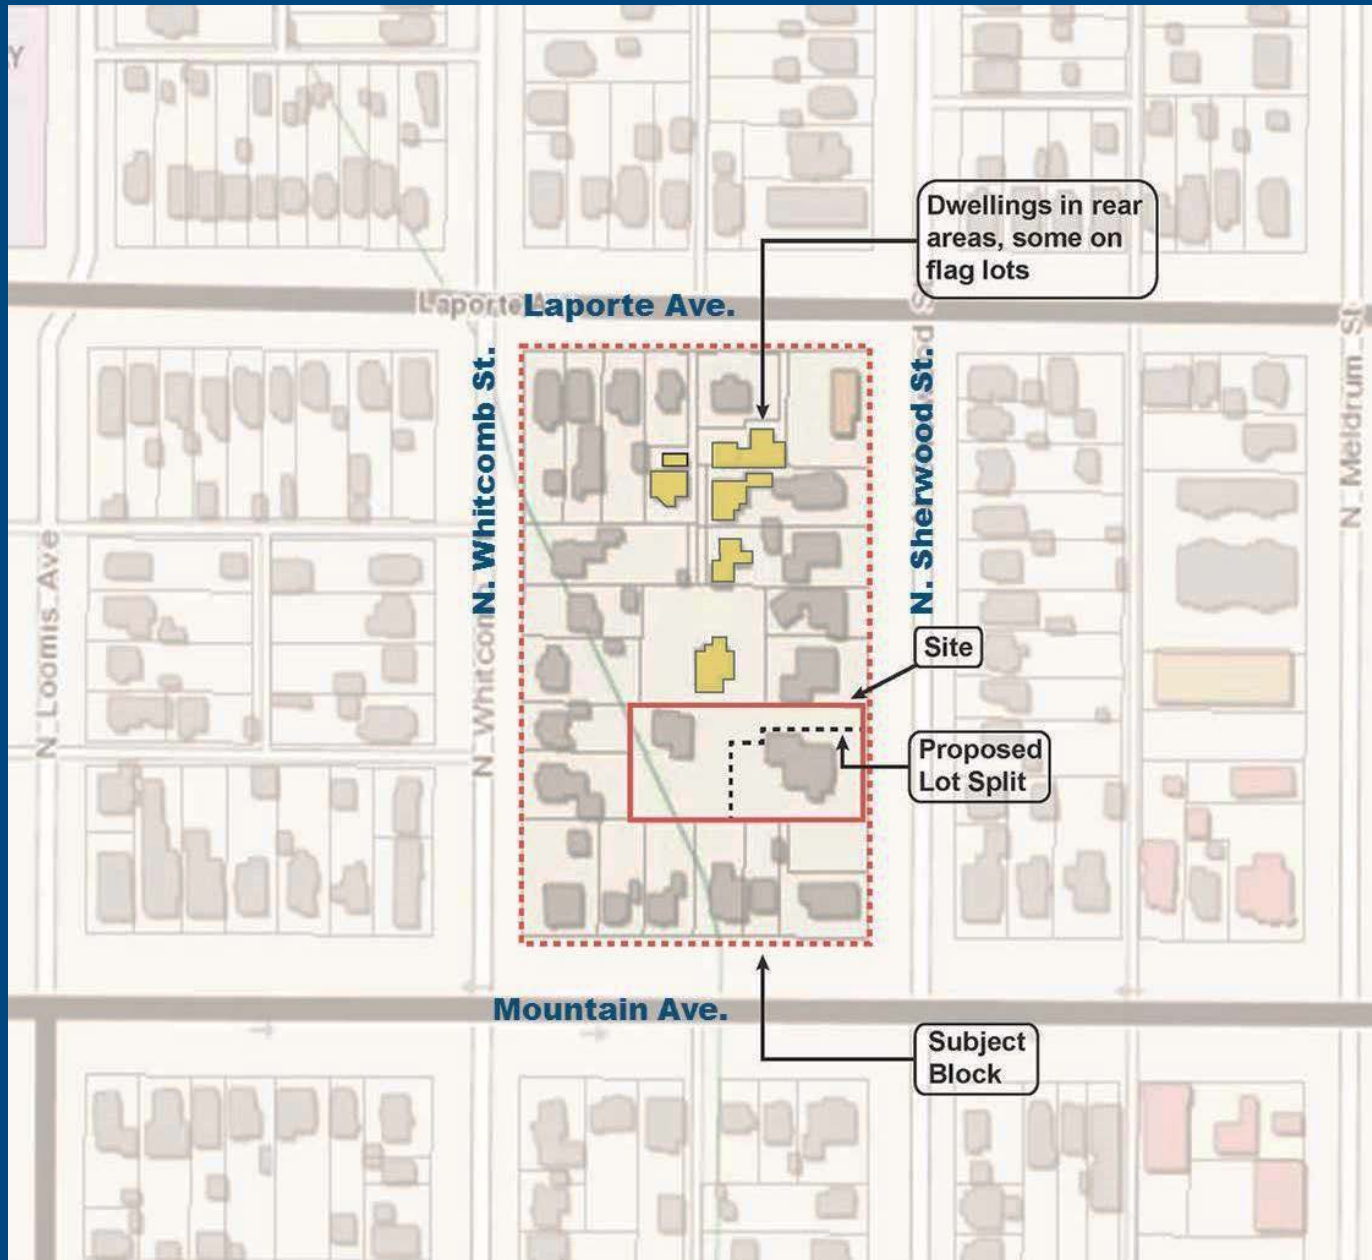 Y
Dwellings in rear
areas, some on
flag lots
Laporte A
Laporte Ave.
N. Whitcomb St.
N. Sherwood St.
N Meldrum St
N Loomis Ave
N Whitcomb
Site
Proposed
Lot Split
Mountain Ave.
Subject
Block